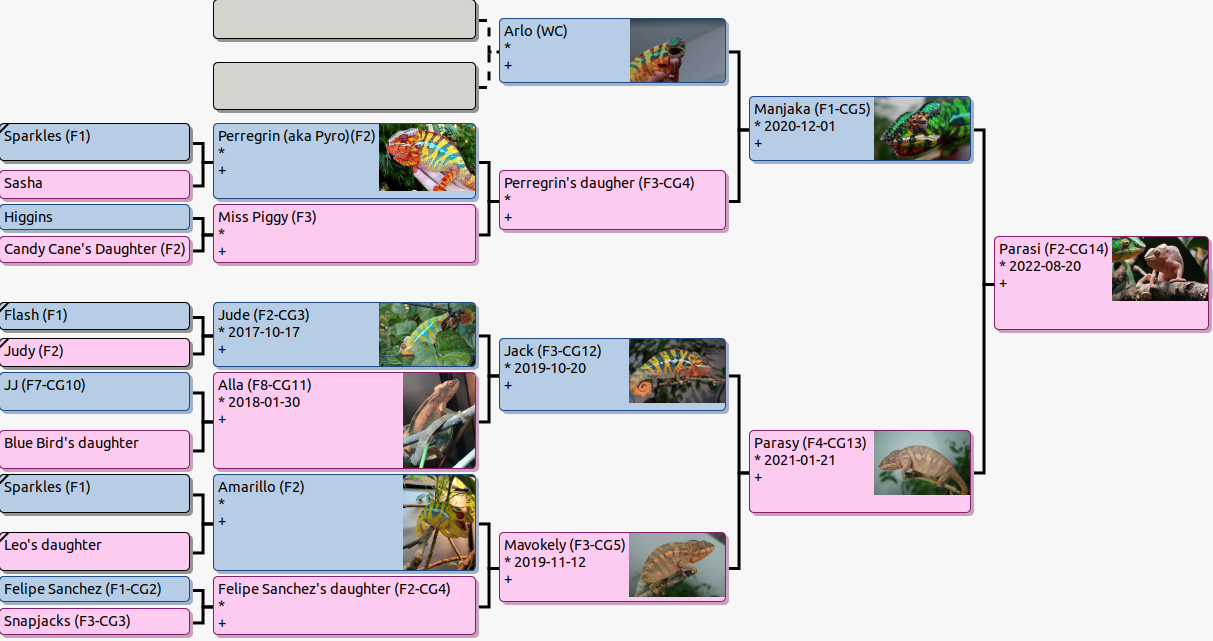 Sparkles (F1)
Sasha
Higgins
Candy Cane's Daughter (F2)
Flash (F1)
Judy (F2)
JJ (F7-CG10)
Blue Bird's daughter
Sparkles (F1)
Leo's daughter
Felipe Sanchez (F1-CG2)
Snapjacks (F3-CG3)
Perregrin (aka Pyro)(F2)
*
+
Miss Piggy (F3)
*
+
Jude (F2-CG3)
* 2017-10-17
+
Alla (F8-CG11)
* 2018-01-30
+
Amarillo (F2)
*
+
Felipe Sanchez's daughter (F2-CG4)
*
+
Arlo (WC)
*
+
Perregrin's daugher (F3-CG4)
*
+
Jack (F3-CG12)
* 2019-10-20
+
Mavokely (F3-CG5)
* 2019-11-12
+
Manjaka (F1-CG5)
* 2020-12-01
+
Parasy (F4-CG13)
* 2021-01-21
+
Parasi (F2-CG14)
* 2022-08-20
+